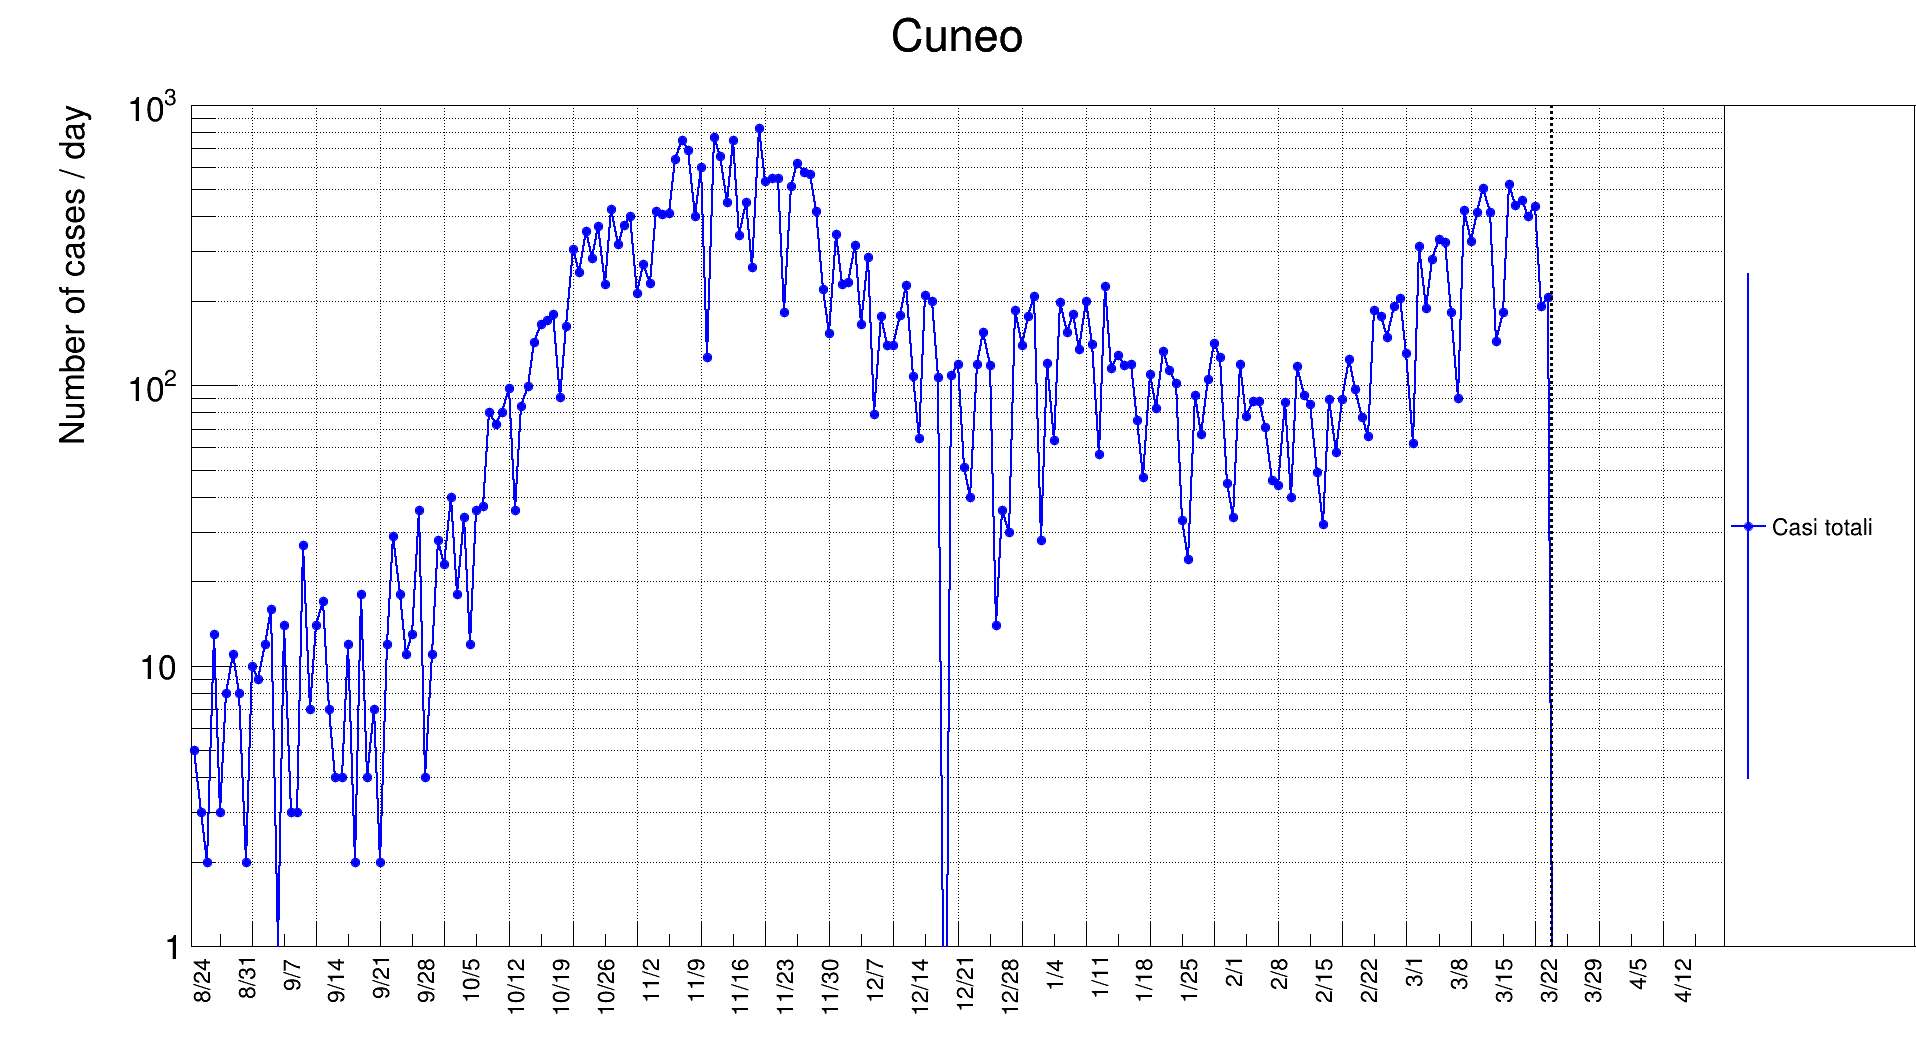 Cuneo
Number of cases / day
10³
10²
10
1
8/24 8/31 9/7 9/14 9/21 9/28 10/5 10/12 10/19 10/26 11/2 11/9 11/16 11/23 11/30 12/7 12/14 12/21 12/28 1/4 1/11 1/18 1/25 2/1 2/8 2/15 2/22 3/1 3/8 3/15 3/22 3/29 4/5 4/12
Casi totali